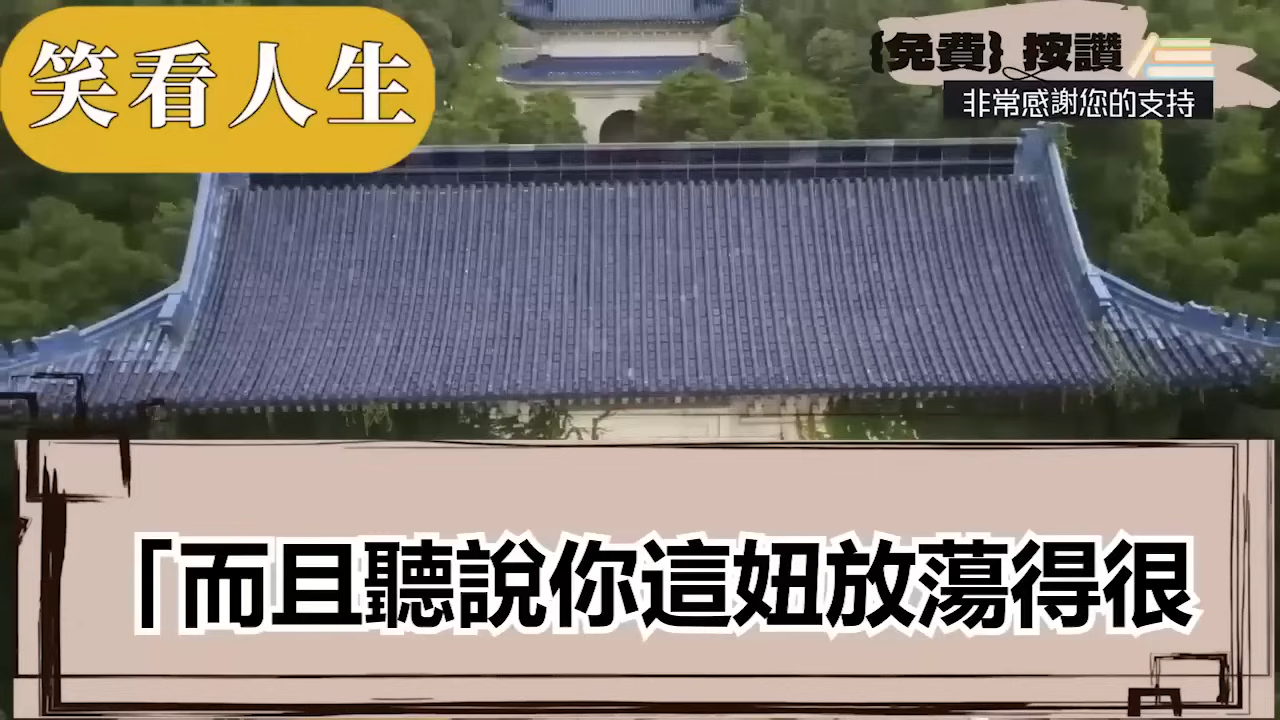 笑看人生
{免費} 按讚
非常感謝您的支持
「而且聽說你這妞放蕩得很